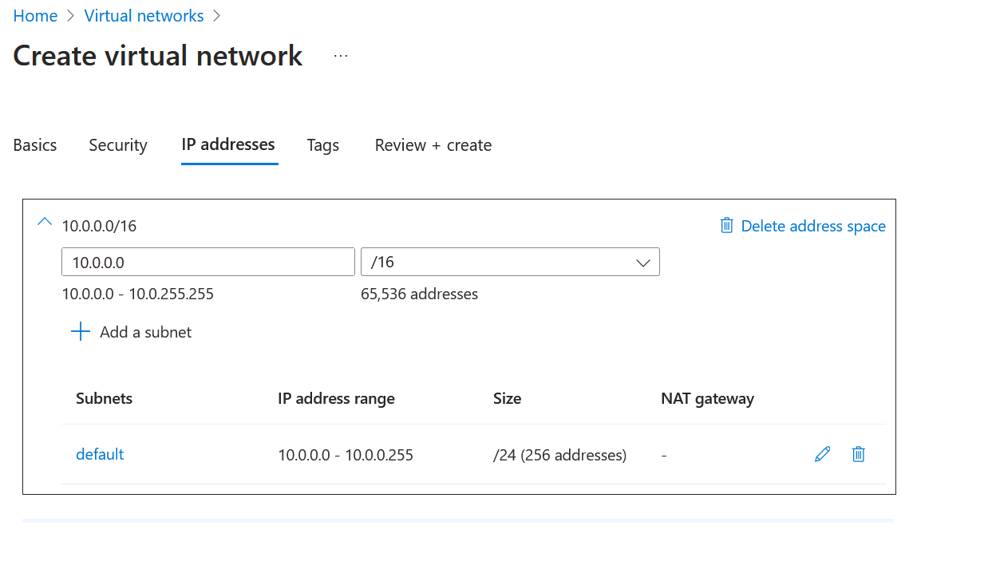 Home > Virtual networks >
Create virtual network ...
Basics Security IP addresses Tags Review + create
10.0.0.0/16 Delete address space
10.0.0.0 /16
10.0.0.0 - 10.0.255.255 65,536 addresses
+ Add a subnet
Subnets IP address range Size NAT gateway
default 10.0.0.0 - 10.0.0.255 /24 (256 addresses) -